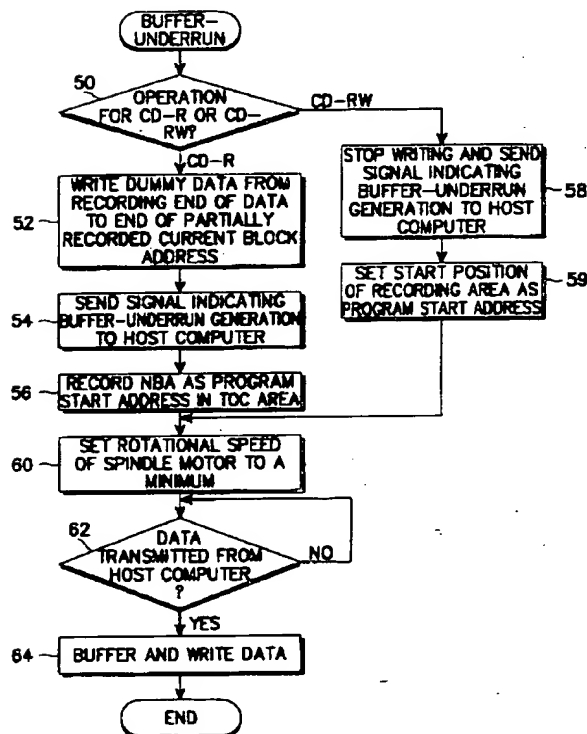 BUFFER-
UNDERRUN
50
OPERATION
FOR CD-R OR CD-
RW?
CD-RW
CD-R
52
WRITE DUMMY DATA FROM
RECORDING END OF DATA
TO END OF PARTIALLY
RECORDED CURRENT BLOCK
ADDRESS
STOP WRITING AND SEND
SIGNAL INDICATING
BUFFER-UNDERRUN
GENERATION TO HOST
COMPUTER
58
54
SEND SIGNAL INDICATING
BUFFER-UNDERRUN GENERATION
TO HOST COMPUTER
SET START POSITION
OF RECORDING AREA AS
PROGRAM START ADDRESS
59
56
RECORD NBA AS PROGRAM
START ADDRESS IN TOC AREA
60
SET ROTATIONAL SPEED
OF SPINDLE MOTOR TO A
MINIMUM
62
DATA
TRANSMITTED FROM
HOST COMPUTER
?
NO
YES
64
BUFFER AND WRITE DATA
END